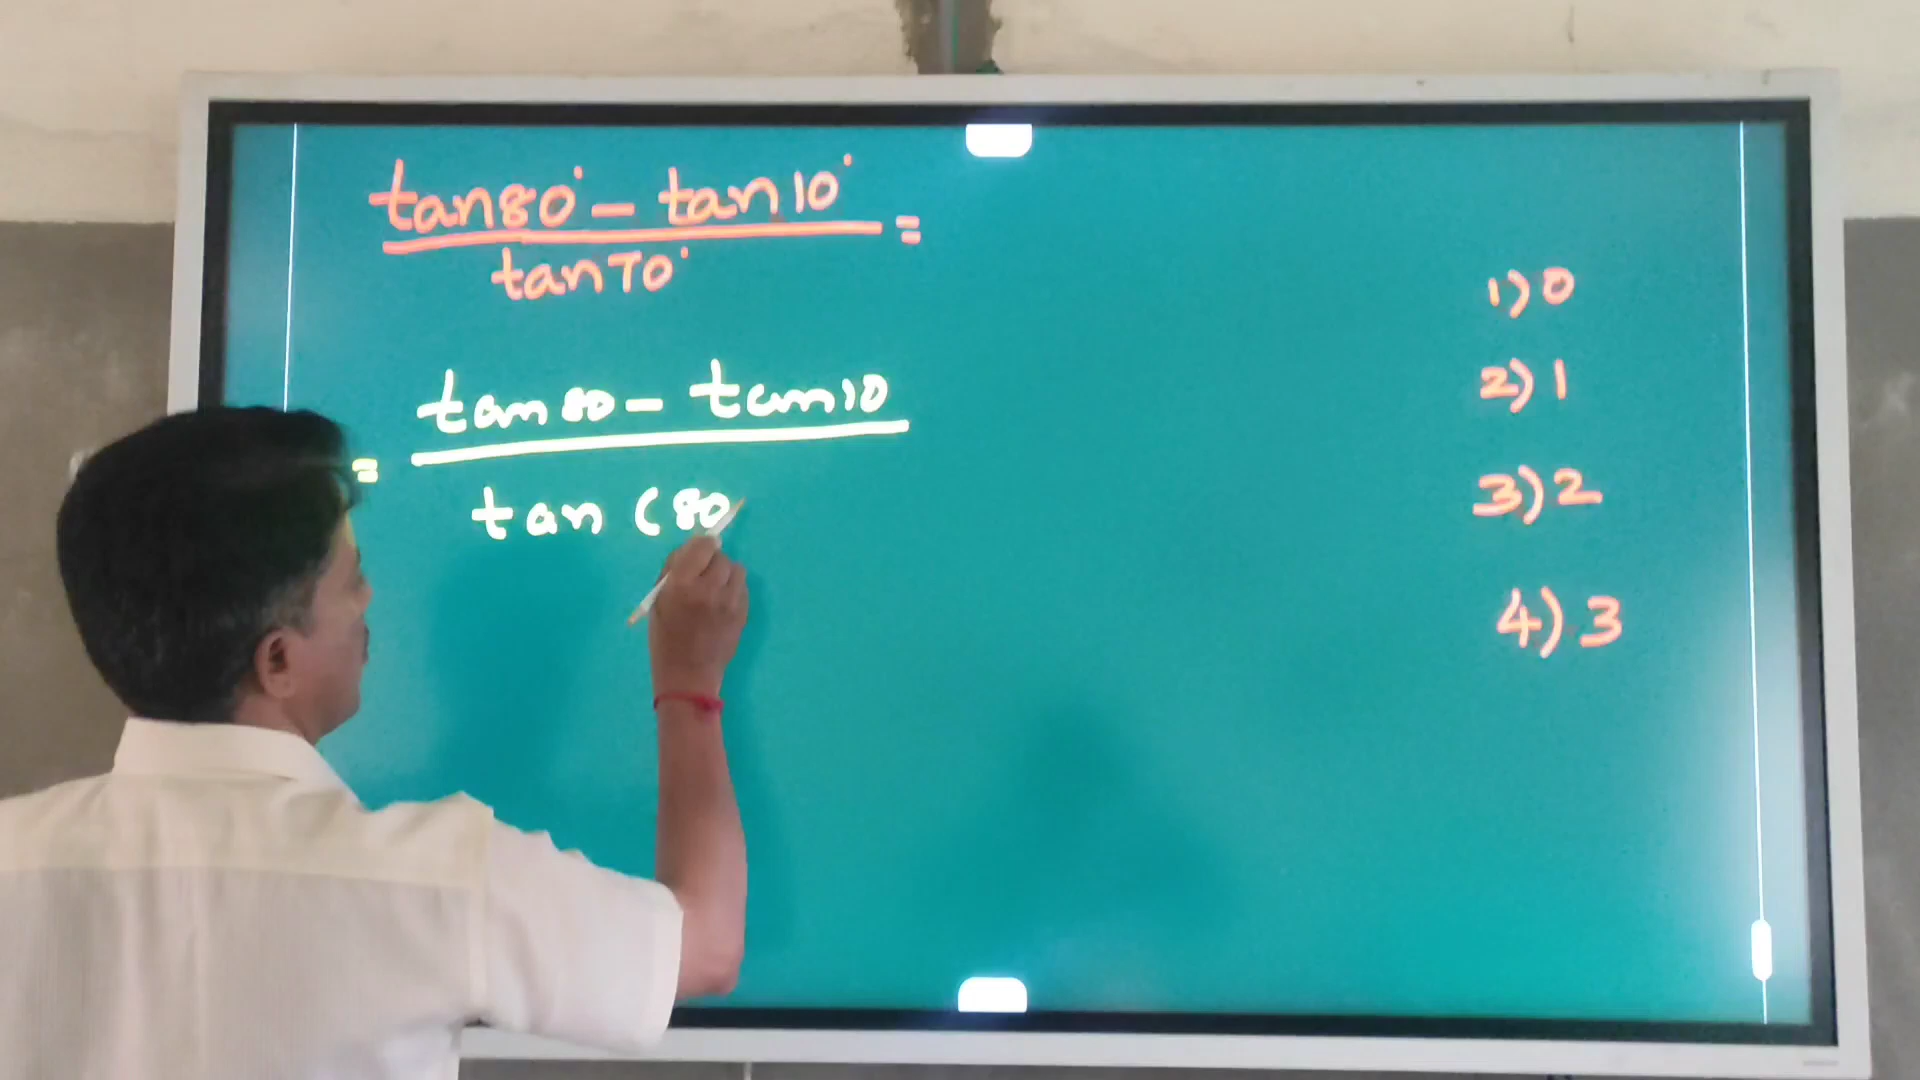 tan80° - tan10° =
tan70°
= tan80 - tan10
tan (80
1) 0
2) 1
3) 2
4) 3